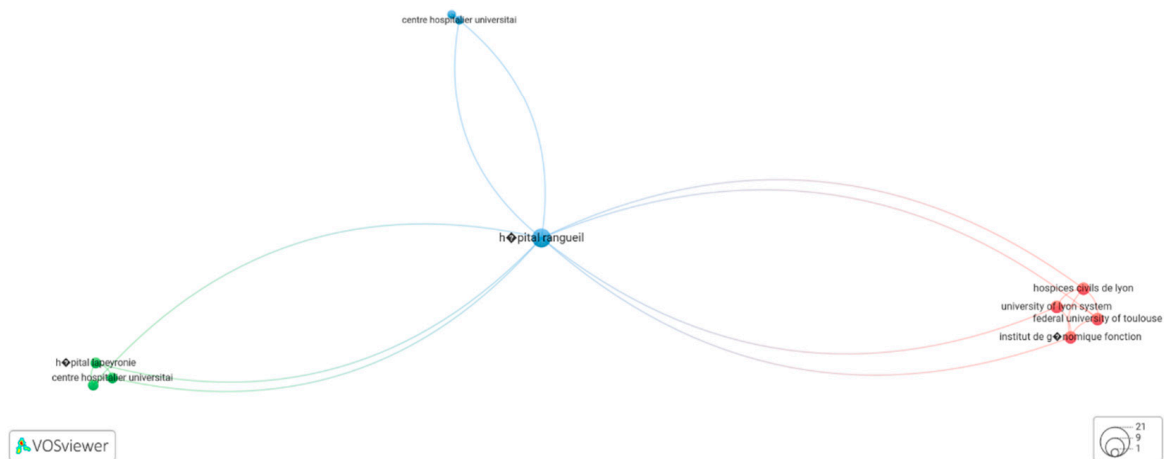 centre hospitalier universitai
h�pital rangueil
hospices civils de lyon
university of lyon system
federal university of toulouse
institut de g�nomique fonction
h�pital lapeyronie
centre hospitalier universitai
VOSviewer
21
9
1